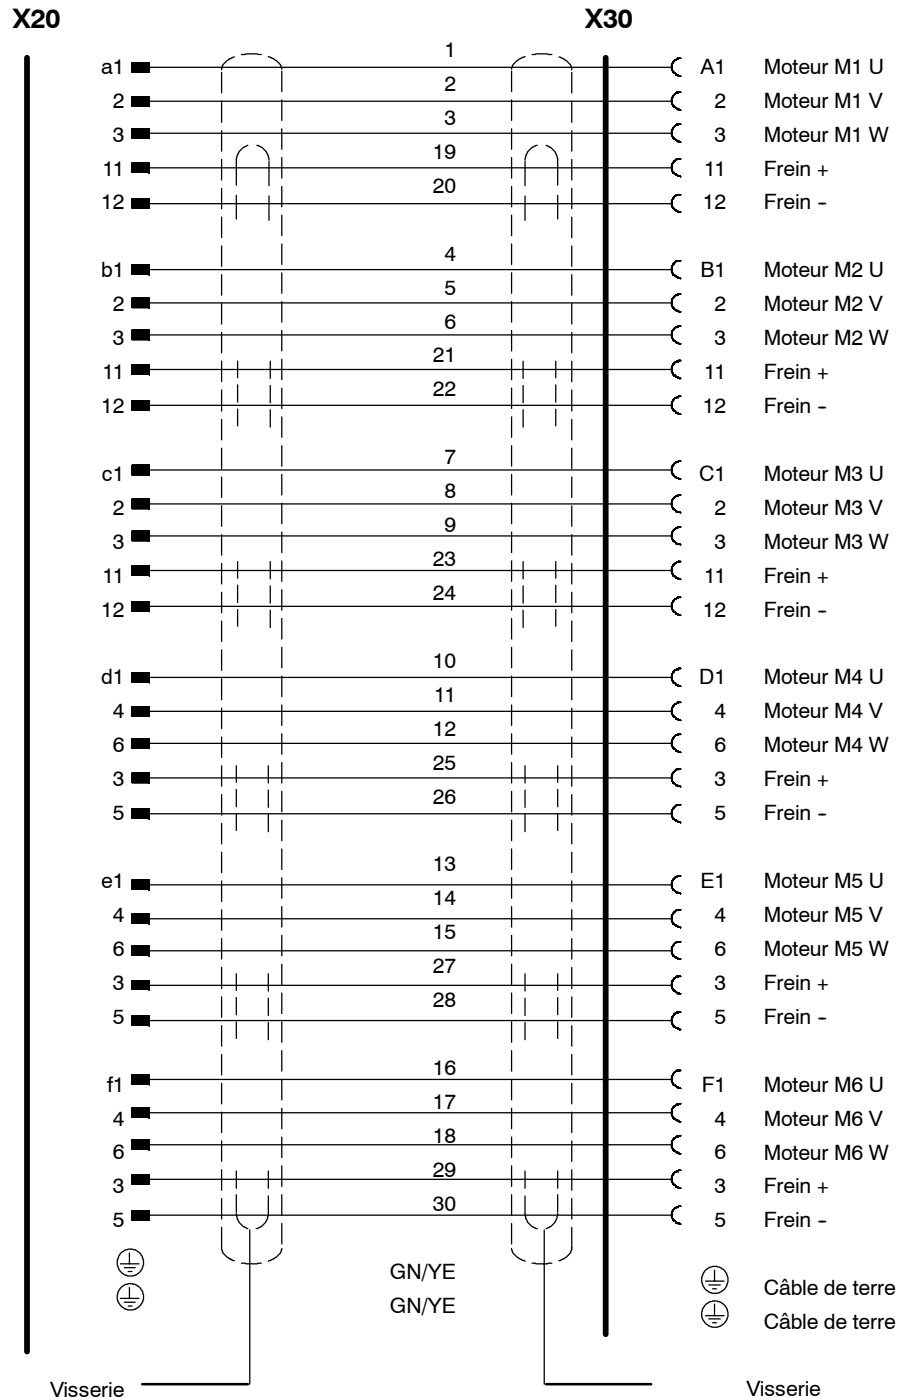 X20 X30
a1 1 A1 Moteur M1 U
2 2 2 Moteur M1 V
3 3 3 Moteur M1 W
11 19 11 Frein +
12 20 12 Frein -
b1 4 B1 Moteur M2 U
2 5 2 Moteur M2 V
3 6 3 Moteur M2 W
11 21 11 Frein +
12 22 12 Frein -
c1 7 C1 Moteur M3 U
2 8 2 Moteur M3 V
3 9 3 Moteur M3 W
11 23 11 Frein +
12 24 12 Frein -
d1 10 D1 Moteur M4 U
4 11 4 Moteur M4 V
6 12 6 Moteur M4 W
3 25 3 Frein +
5 26 5 Frein -
e1 13 E1 Moteur M5 U
4 14 4 Moteur M5 V
6 15 6 Moteur M5 W
3 27 3 Frein +
5 28 5 Frein -
f1 16 F1 Moteur M6 U
4 17 4 Moteur M6 V
6 18 6 Moteur M6 W
3 29 3 Frein +
5 30 5 Frein -
GN/YE Câble de terre
GN/YE Câble de terre
Visserie Visserie